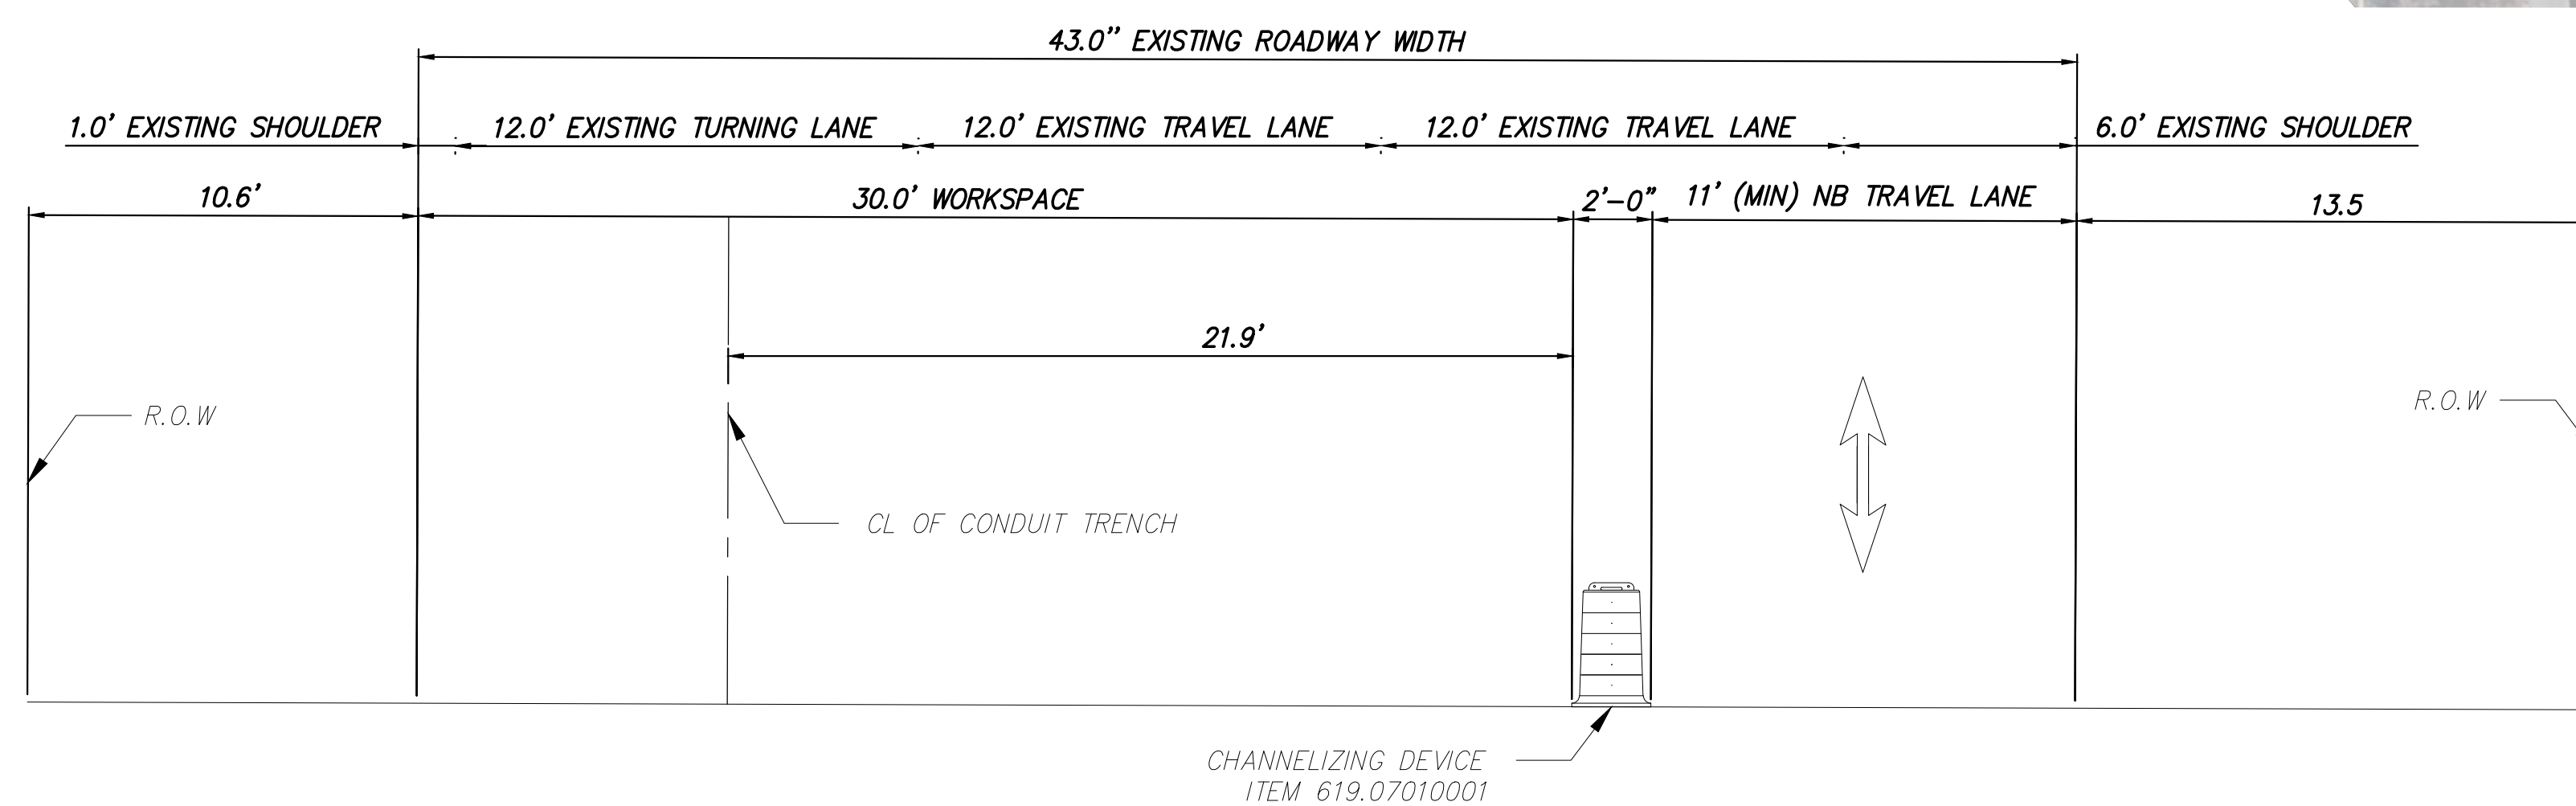 43.0" EXISTING ROADWAY WIDTH
1.0' EXISTING SHOULDER
12.0' EXISTING TURNING LANE
12.0' EXISTING TRAVEL LANE
12.0' EXISTING TRAVEL LANE
6.0' EXISTING SHOULDER
10.6'
30.0' WORKSPACE
2'-0"
11' (MIN) NB TRAVEL LANE
13.5
21.9'
R.O.W
R.O.W
CL OF CONDUIT TRENCH
CHANNELIZING DEVICE
ITEM 619.07010001